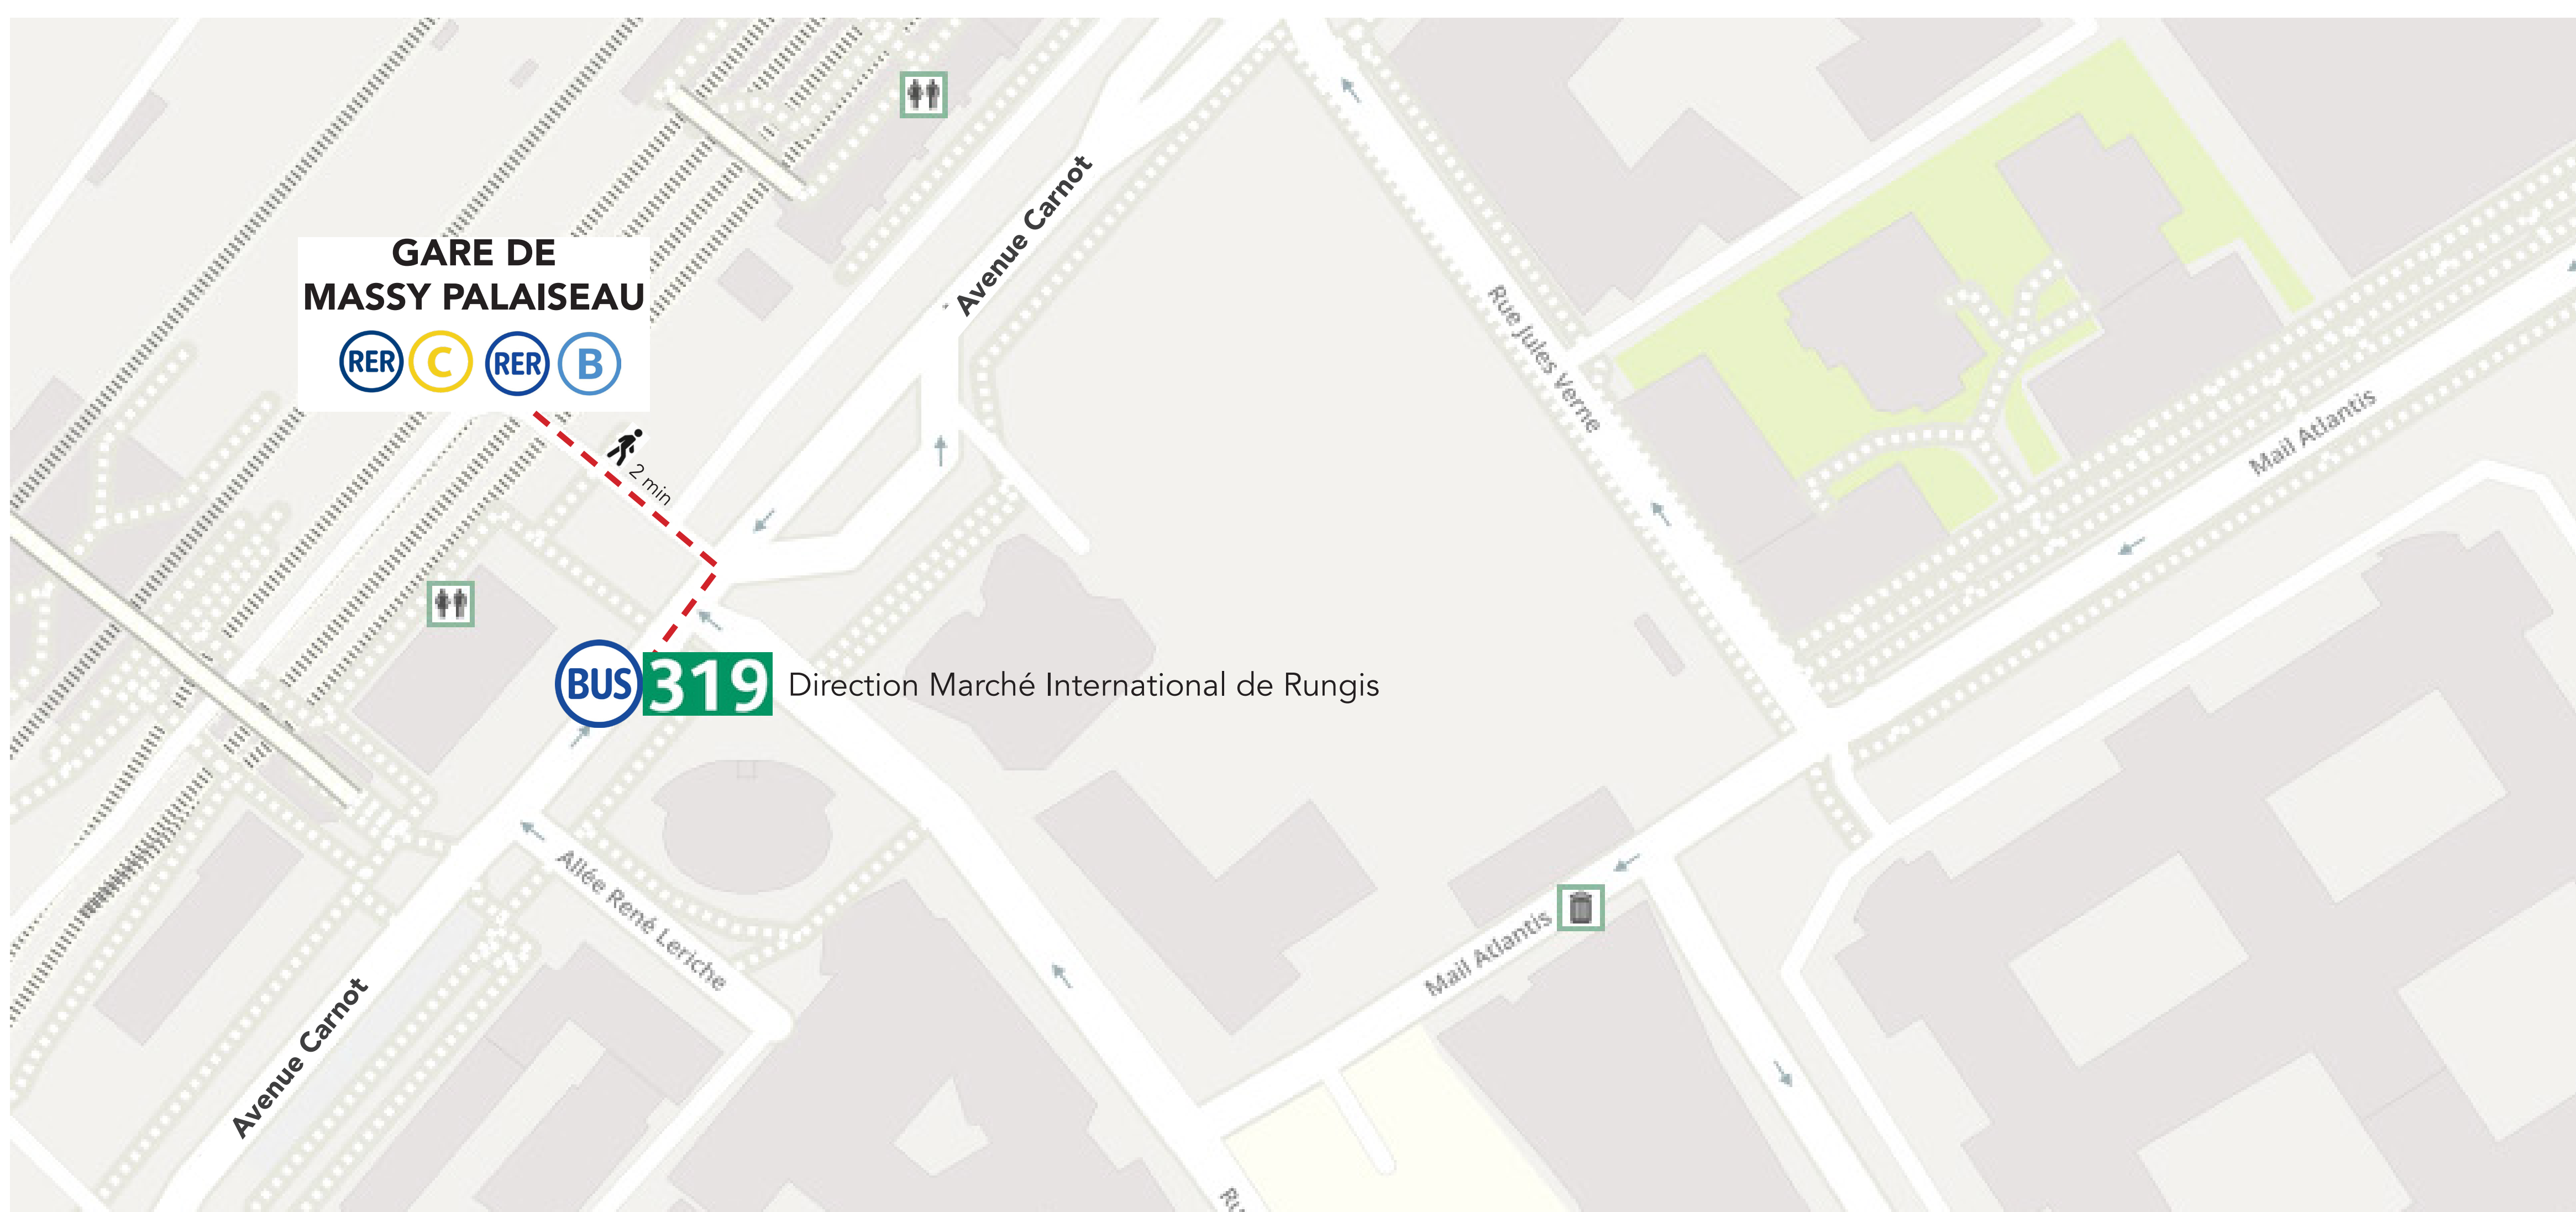 GARE DE
MASSY PALAISEAU
RER C RER B
2 min
Avenue Carnot
Rue Jules Verne
Mail Atlantis
BUS 319 Direction Marché International de Rungis
Allée René Leriche
Mail Atlantis
Avenue Carnot